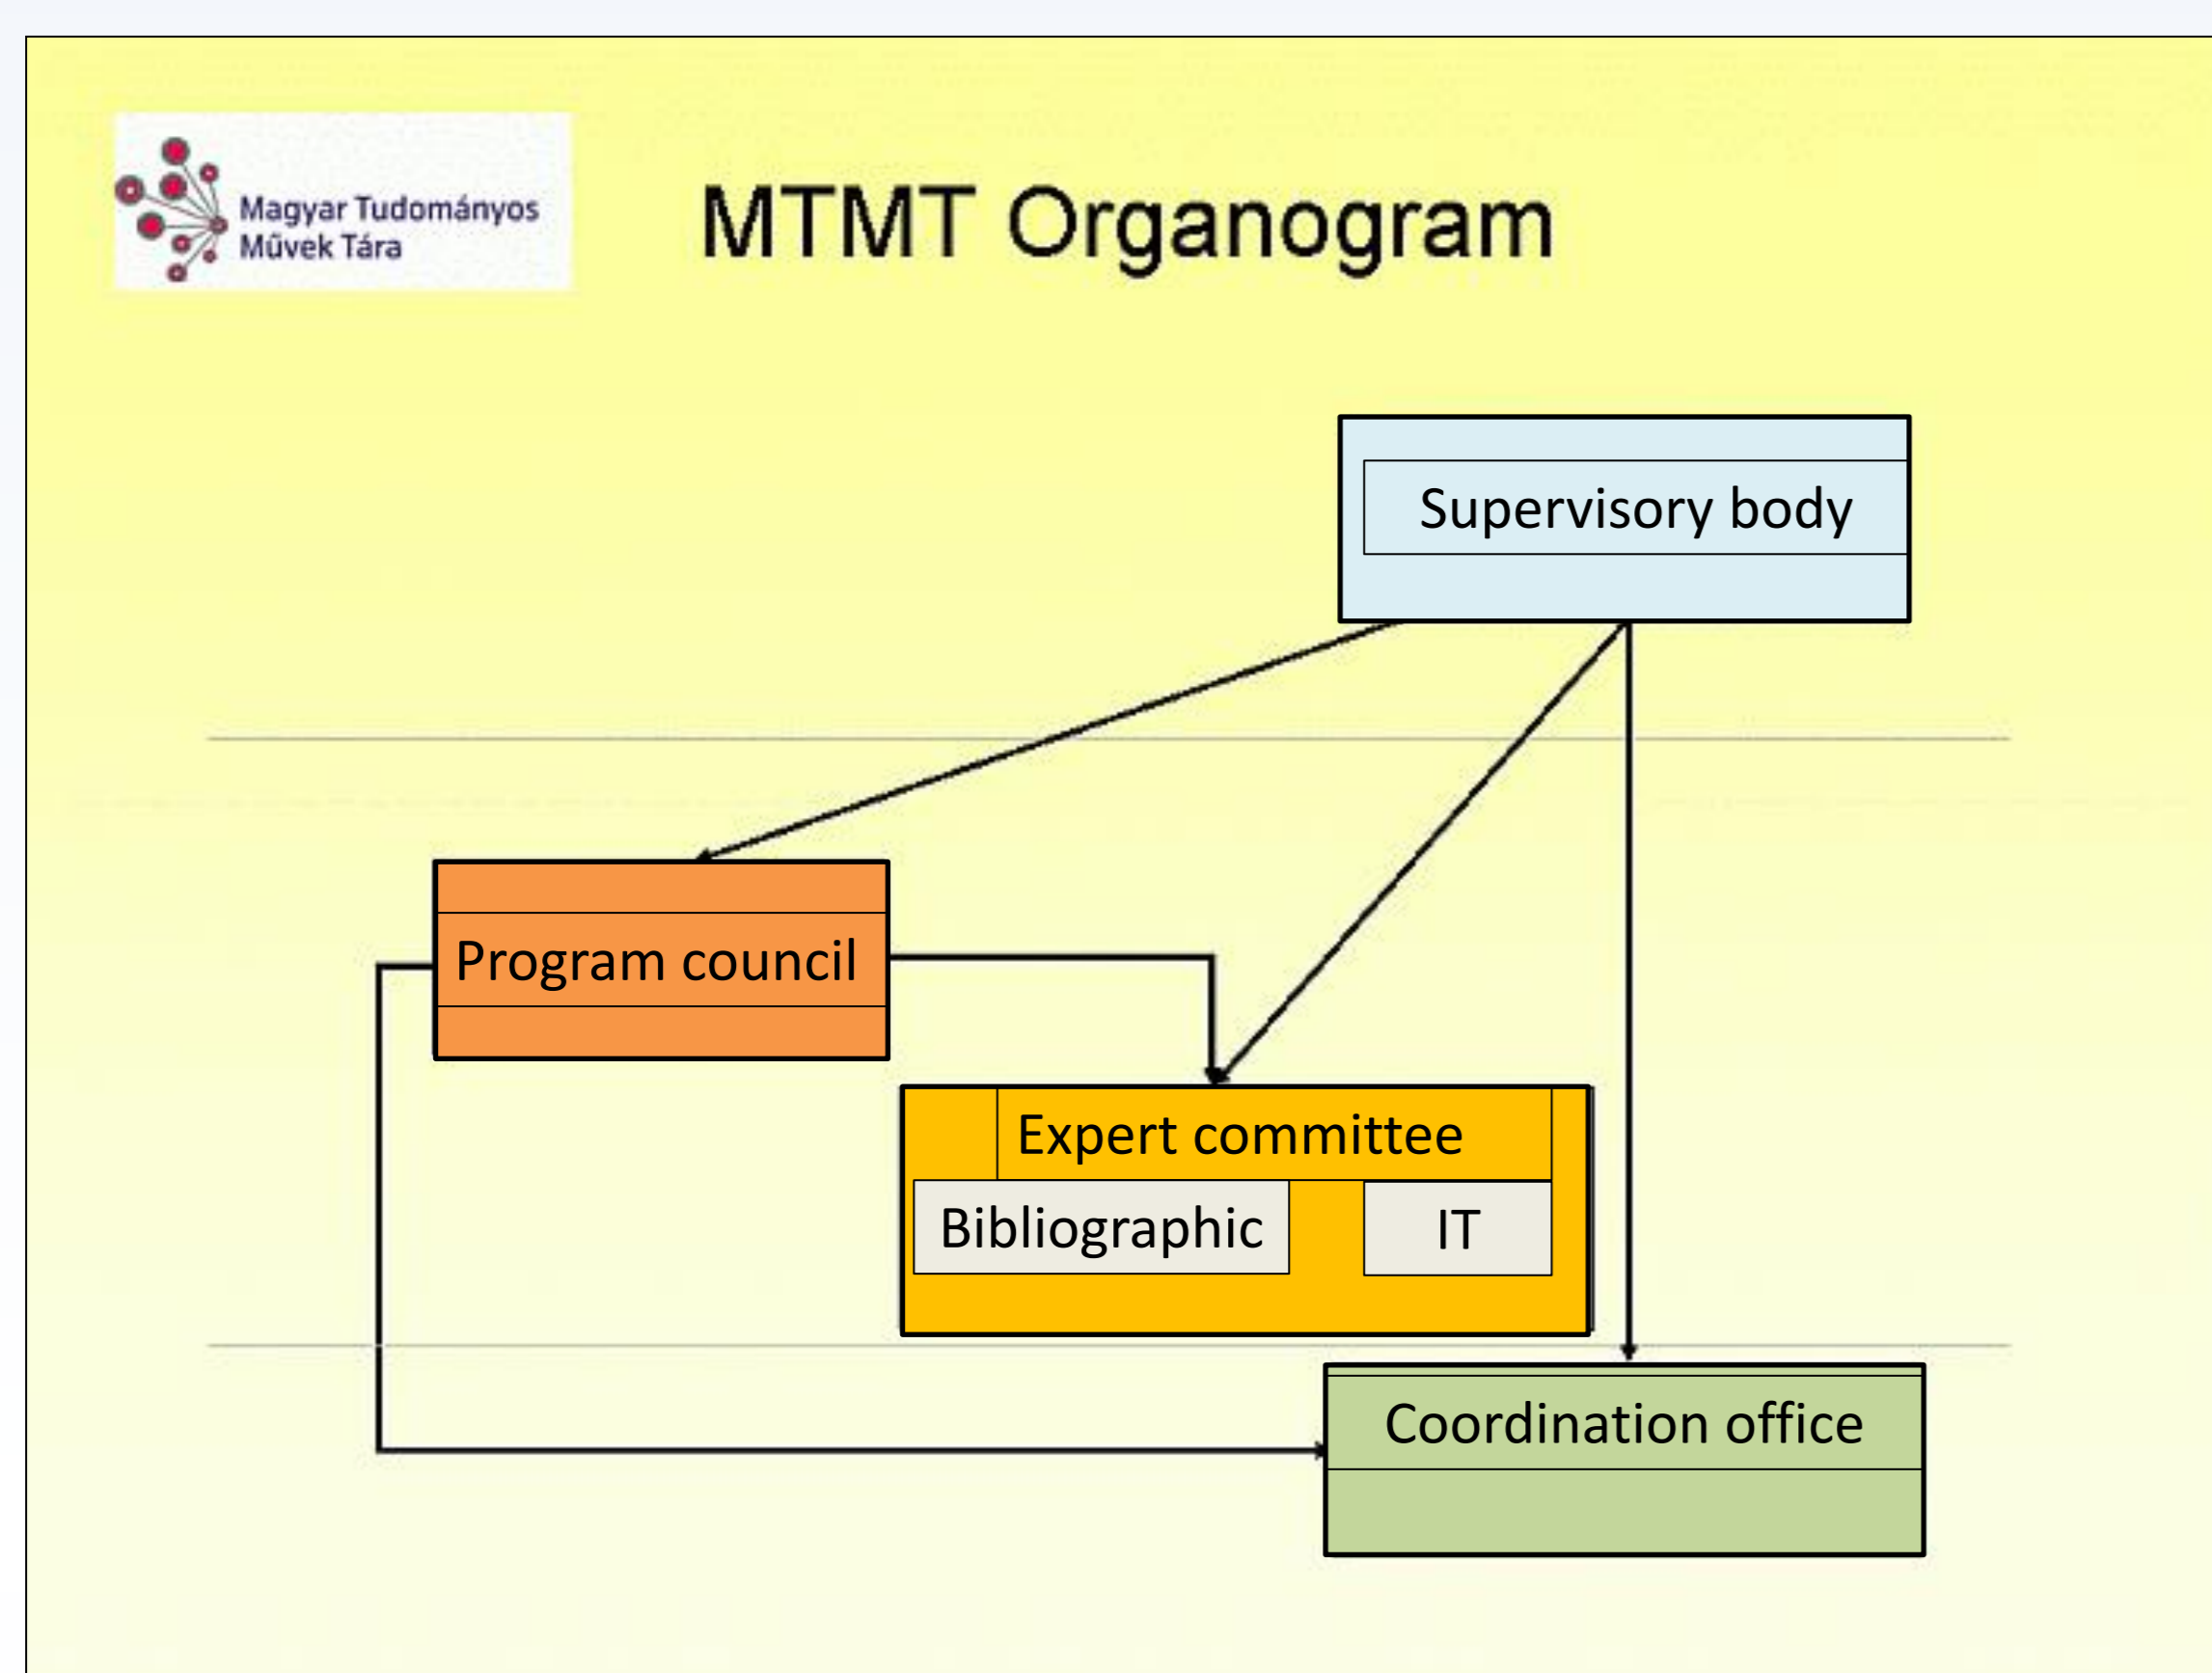 Magyar Tudományos
Művek Tára
MTMT Organogram
Supervisory body
Program council
Expert committee
Bibliographic
IT
Coordination office